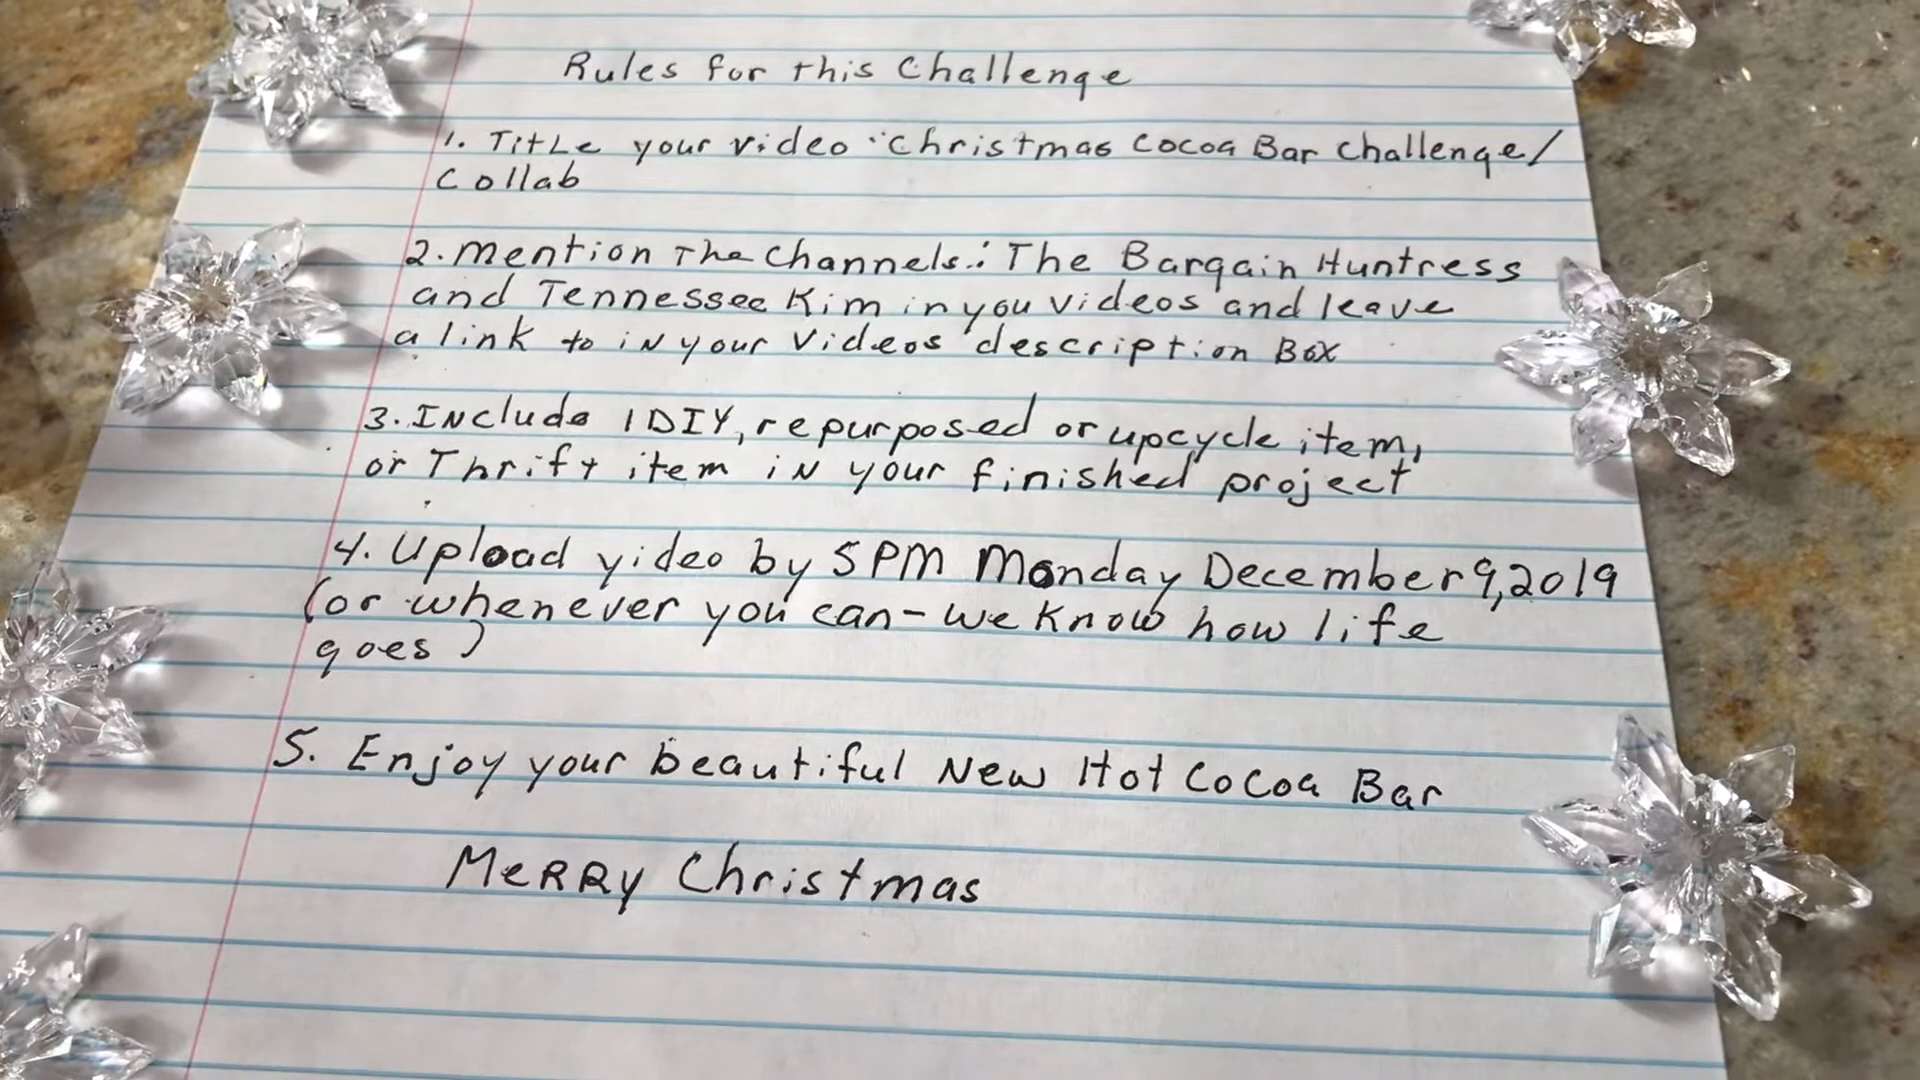 Rules for this Challenge
1. Title your video "Christmas Cocoa Bar Challenge/
Collab
2. Mention The Channels: The Bargain Huntress
and Tennessee Kim in you videos and leave
a link to in your videos description Box
3. Include 1 DIY, repurposed or upcycle item,
or Thrift item in your finished project
4. Upload video by 5PM Monday December 9, 2019
(or whenever you can - we know how life
goes)
5. Enjoy your beautiful New Hot Cocoa Bar
Merry Christmas